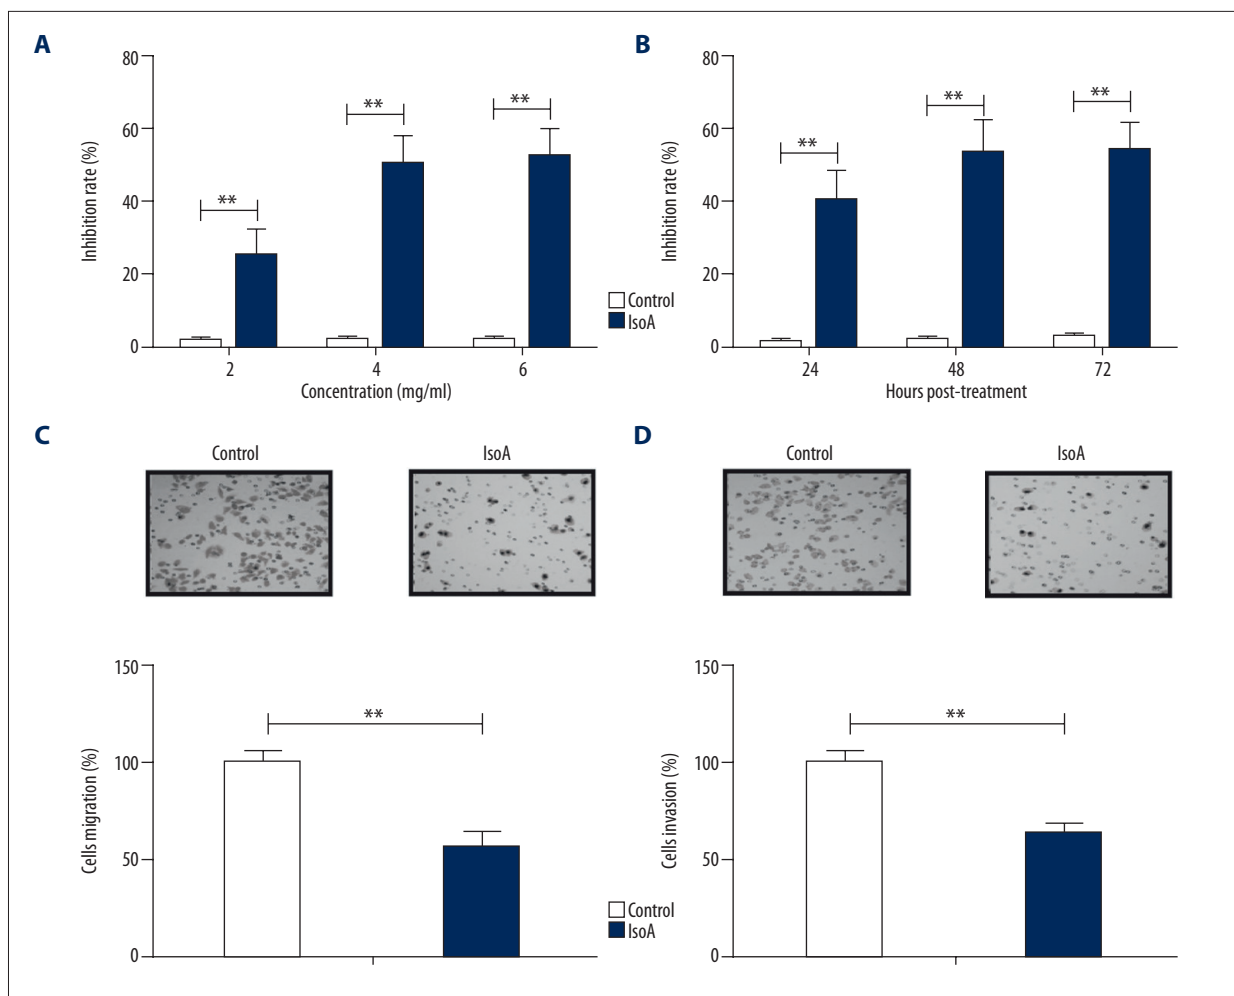 A
80
60
40
20
0
Inhibition rate (%)
**
**
**
2
4
6
Concentration (mg/ml)
Control
IsoA
B
80
60
40
20
0
Inhibition rate (%)
**
**
**
24
48
72
Hours post-treatment
C
Control
IsoA
150
100
50
0
Cells migration (%)
**
Control
IsoA
D
Control
IsoA
150
100
50
0
Cells invasion (%)
**